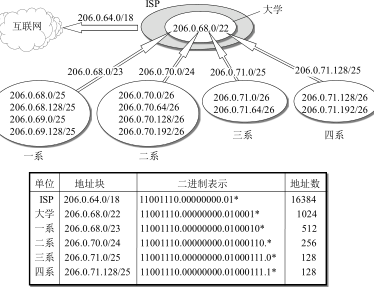 ISP
大学
互联网
206.0.64.0/18
206.0.68.0/22
206.0.68.0/23
206.0.70.0/24
206.0.71.0/25
206.0.71.128/25
206.0.68.0/25
206.0.68.128/25
206.0.69.0/25
206.0.69.128/25
206.0.70.0/26
206.0.70.64/26
206.0.70.128/26
206.0.70.192/26
206.0.71.0/26
206.0.71.64/26
206.0.71.128/26
206.0.71.192/26
一系
二系
三系
四系
单位 地址块 二进制表示 地址数
ISP 206.0.64.0/18 11001110.00000000.01* 16384
大学 206.0.68.0/22 11001110.00000000.010001* 1024
一系 206.0.68.0/23 11001110.00000000.0100010* 512
二系 206.0.70.0/24 11001110.00000000.01000110.* 256
三系 206.0.71.0/25 11001110.00000000.01000111.0* 128
四系 206.0.71.128/25 11001110.00000000.01000111.1* 128